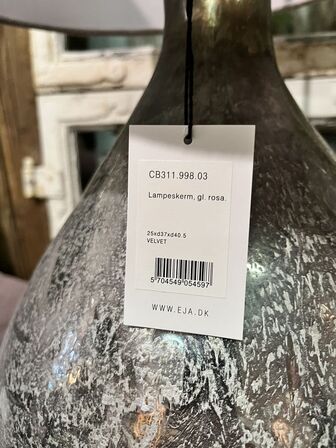 CB311.998.03
Lampeskerm, gl. rosa.
25xd37xd40.5
VELVET
5 704549 054597
WWW.EJA.DK